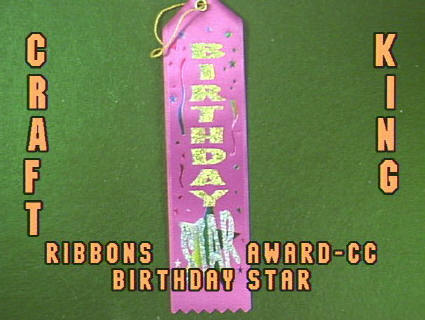 CRAFT
KING
BIRTHDAY
STAR
RIBBONS AWARD-CC
BIRTHDAY STAR